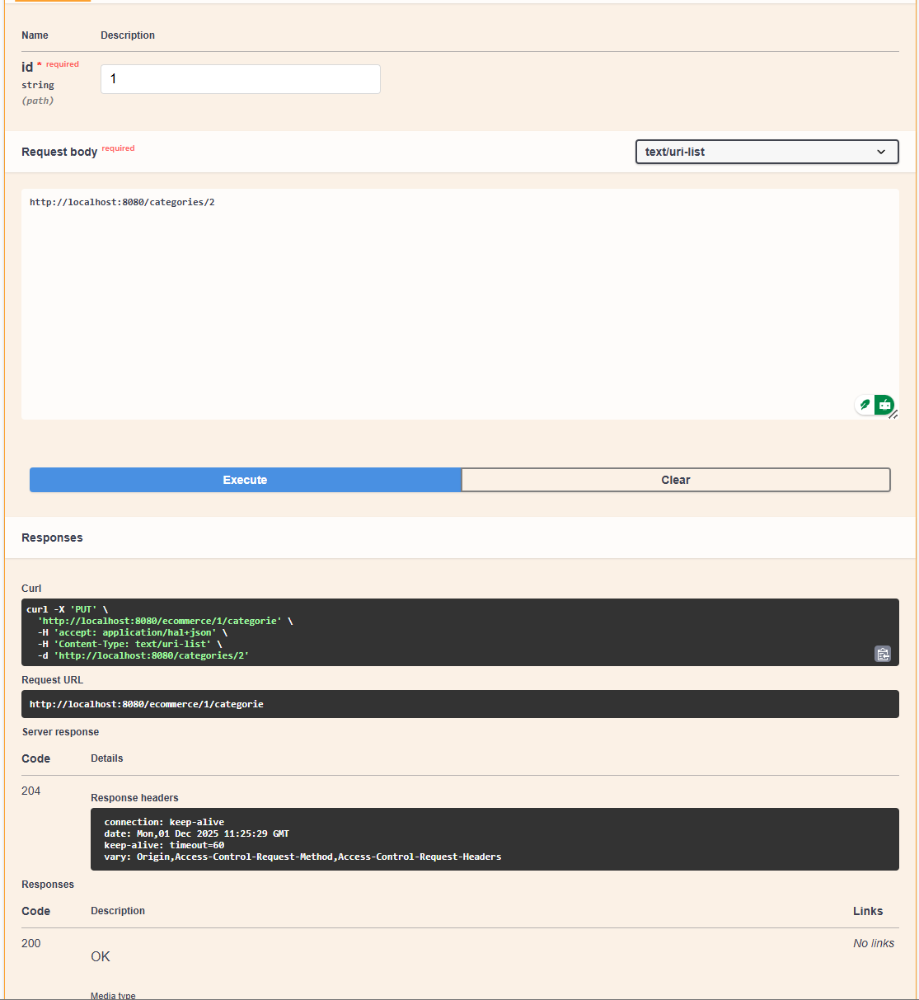 Name Description
id * required
string
(path)
1
Request body required
text/uri-list
http://localhost:8080/categories/2
Execute Clear
Responses
Curl
curl -X 'PUT' \
'http://localhost:8080/ecommerce/1/categorie' \
-H 'accept: application/hal+json' \
-H 'Content-Type: text/uri-list' \
-d 'http://localhost:8080/categories/2'
Request URL
http://localhost:8080/ecommerce/1/categorie
Server response
Code Details
204
Response headers
connection: keep-alive
date: Mon,01 Dec 2025 11:25:29 GMT
keep-alive: timeout=60
vary: Origin,Access-Control-Request-Method,Access-Control-Request-Headers
Responses
Code Description Links
200 No links
OK
Media type